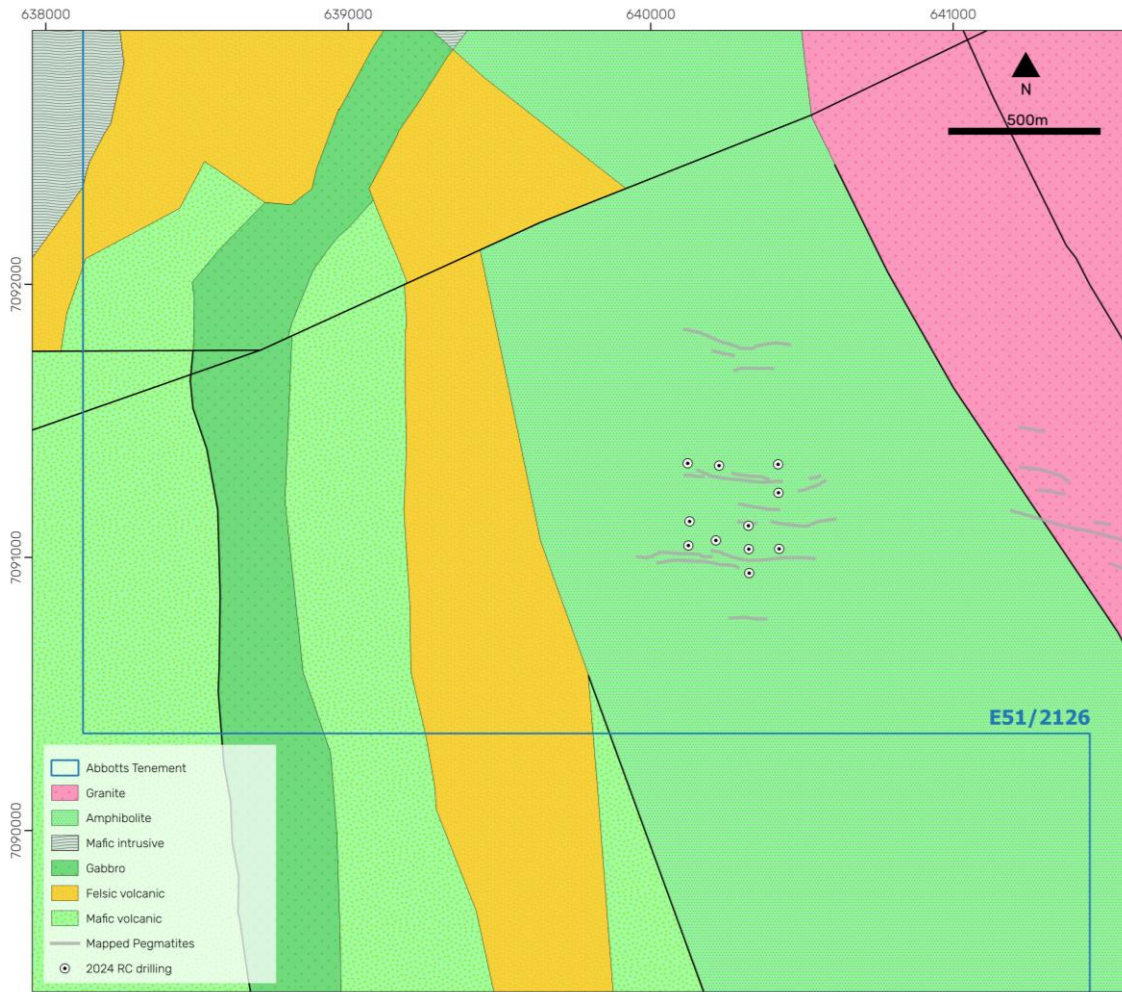 638000
639000
640000
641000
N
500m
7092000
7091000
7090000
E51/2126
Abbotts Tenement
Granite
Amphibolite
Mafic intrusive
Gabbro
Felsic volcanic
Mafic volcanic
Mapped Pegmatites
2024 RC drilling